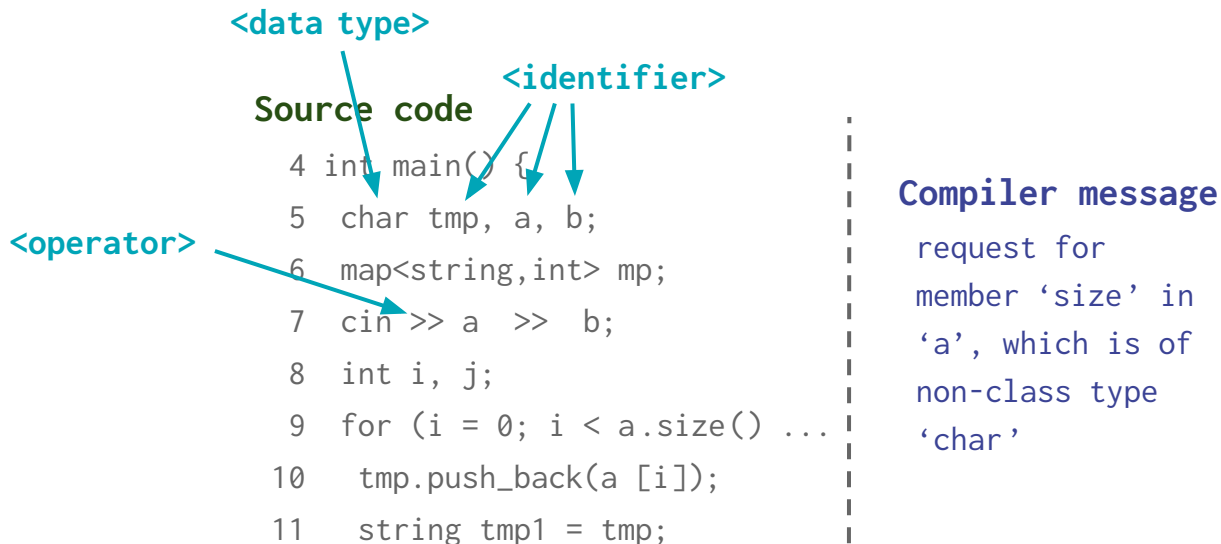 <data type>
<identifier>
Source code
4 int main() {
5 char tmp, a, b;
<operator>
6 map<string,int> mp;
7 cin >> a >> b;
8 int i, j;
9 for (i = 0; i < a.size() ...
10 tmp.push_back(a [i]);
11 string tmp1 = tmp;
Compiler message
request for
member ‘size’ in
‘a’, which is of
non-class type
‘char’